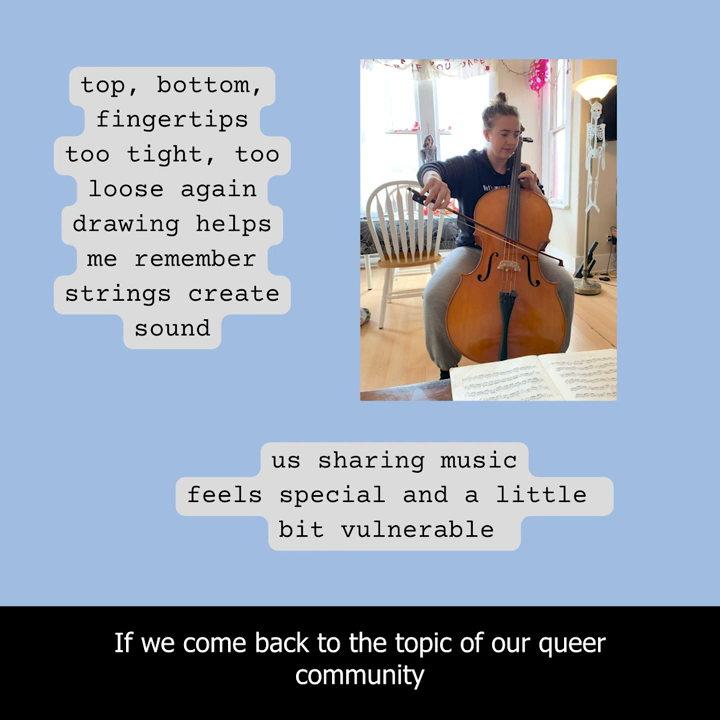 top, bottom,
fingertips
too tight, too
loose again
drawing helps
me remember
strings create
sound
us sharing music
feels special and a little
bit vulnerable
If we come back to the topic of our queer
community